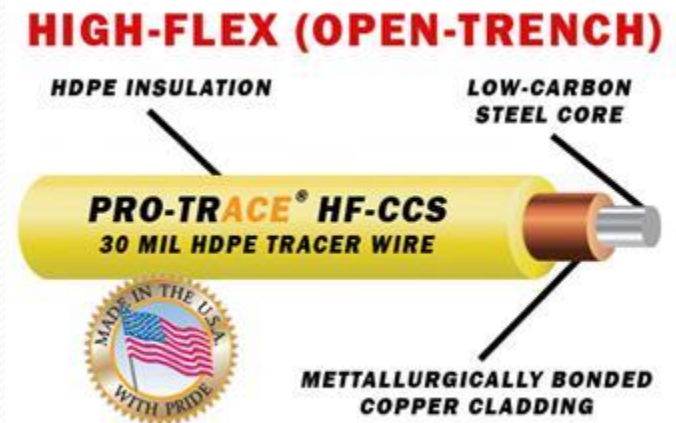 HIGH-FLEX (OPEN-TRENCH)
HDPE INSULATION
LOW-CARBON
STEEL CORE
PRO-TRACE® HF-CCS
30 MIL HDPE TRACER WIRE
MADE IN THE U.S.A.
WITH PRIDE
METTALLURGICALLY BONDED
COPPER CLADDING